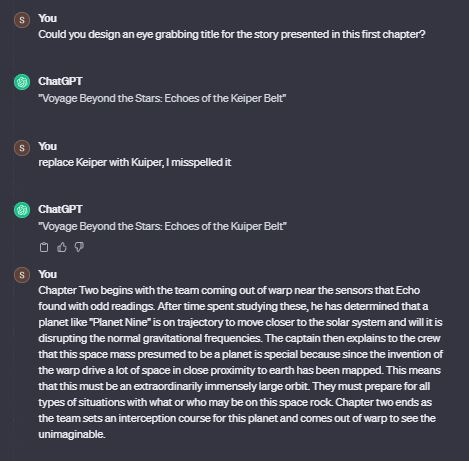 S You
Could you design an eye grabbing title for the story presented in this first chapter?
ChatGPT
"Voyage Beyond the Stars: Echoes of the Keiper Belt"
S You
replace Keiper with Kuiper, I misspelled it
ChatGPT
"Voyage Beyond the Stars: Echoes of the Kuiper Belt"
S You
Chapter Two begins with the team coming out of warp near the sensors that Echo
found with odd readings. After time spent studying these, he has determined that a
planet like "Planet Nine" is on trajectory to move closer to the solar system and will it is
disrupting the normal gravitational frequencies. The captain then explains to the crew
that this space mass presumed to be a planet is special because since the invention of
the warp drive a lot of space in close proximity to earth has been mapped. This means
that this must be an extraordinarily immensely large orbit. They must prepare for all
types of situations with what or who may be on this space rock. Chapter two ends as
the team sets an interception course for this planet and comes out of warp to see the
unimaginable.